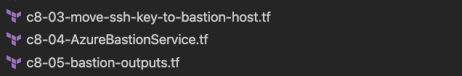 c8-03-move-ssh-key-to-bastion-host.tf
c8-04-AzureBastionService.tf
c8-05-bastion-outputs.tf